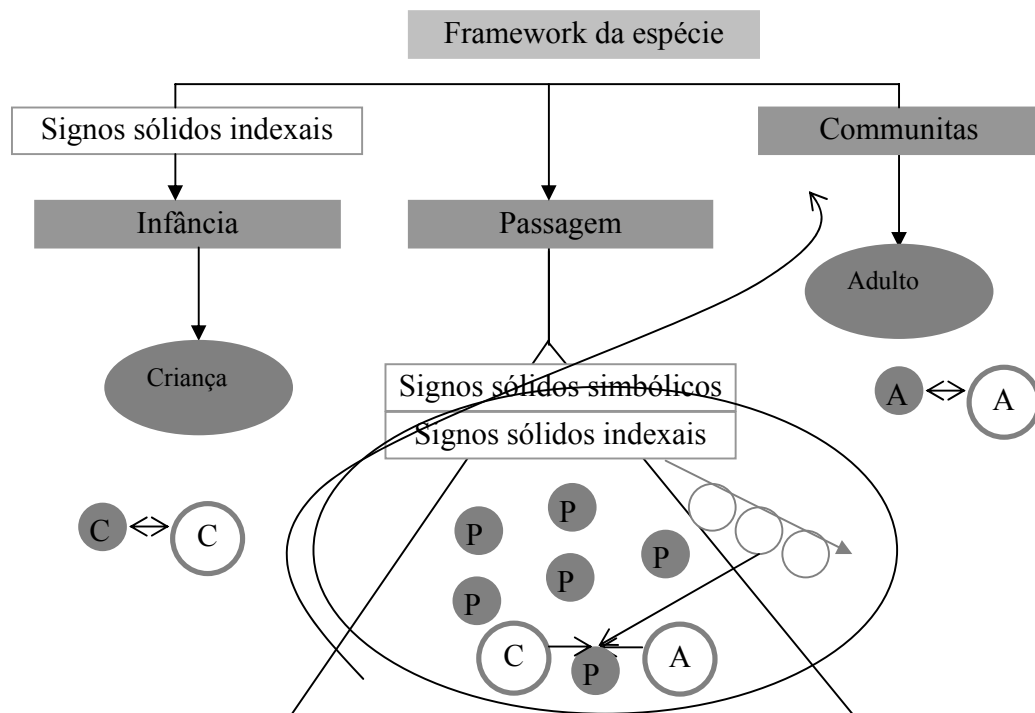 Framework da espécie
Signos sólidos indexais
Communitas
Infância
Passagem
Adulto
Criança
Signos sólidos simbólicos
A
A
Signos sólidos indexais
C
C
P
P
P
P
P
C
P
A